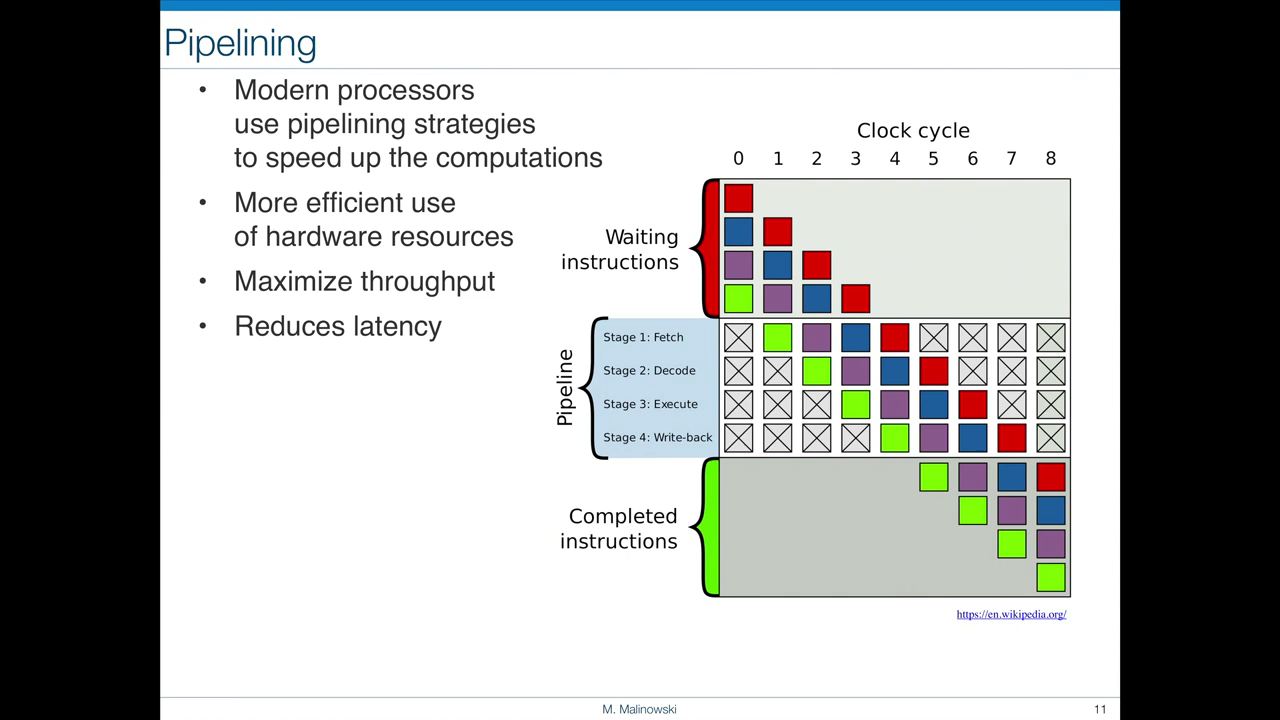 Pipelining
• Modern processors
use pipelining strategies
to speed up the computations
• More efficient use
of hardware resources
• Maximize throughput
• Reduces latency
Clock cycle
0 1 2 3 4 5 6 7 8
Waiting
instructions
Pipeline
Stage 1: Fetch
Stage 2: Decode
Stage 3: Execute
Stage 4: Write-back
Completed
instructions
https://en.wikipedia.org/
M. Malinowski
11